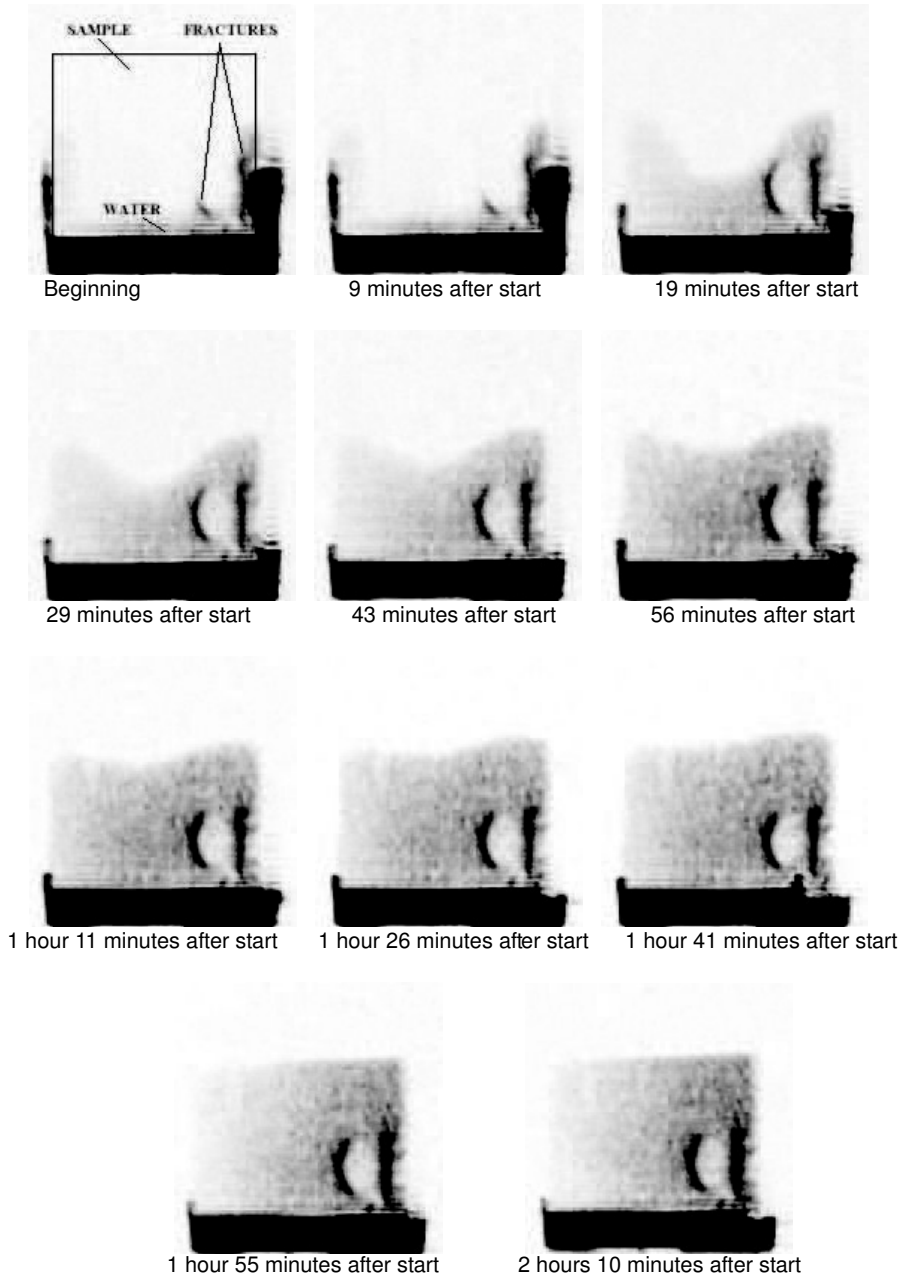 SAMPLE FRACTURES
WATER
Beginning 9 minutes after start 19 minutes after start
29 minutes after start 43 minutes after start 56 minutes after start
1 hour 11 minutes after start 1 hour 26 minutes after start 1 hour 41 minutes after start
1 hour 55 minutes after start 2 hours 10 minutes after start